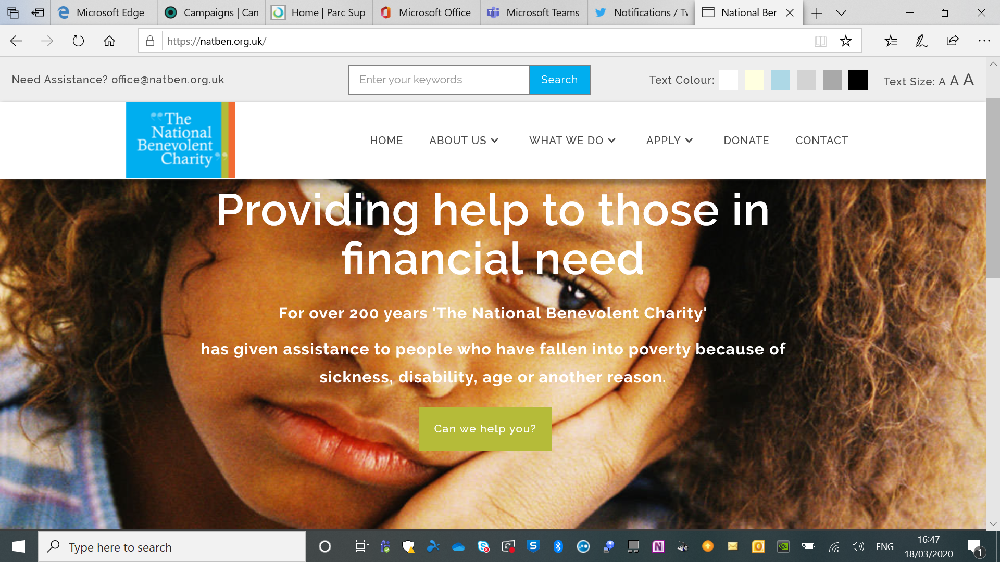 Microsoft Edge
Campaigns | Can
Home | Parc Sup
Microsoft Office
Microsoft Teams
Notifications / Tw
National Ber
https://natben.org.uk/
Need Assistance? office@natben.org.uk
Enter your keywords
Search
Text Colour:
Text Size: A A A
“The
National
Benevolent
Charity”
HOME
ABOUT US
WHAT WE DO
APPLY
DONATE
CONTACT
Providing help to those in
financial need
For over 200 years 'The National Benevolent Charity'
has given assistance to people who have fallen into poverty because of
sickness, disability, age or another reason.
Can we help you?
Type here to search
ENG
16:47
18/03/2020
1